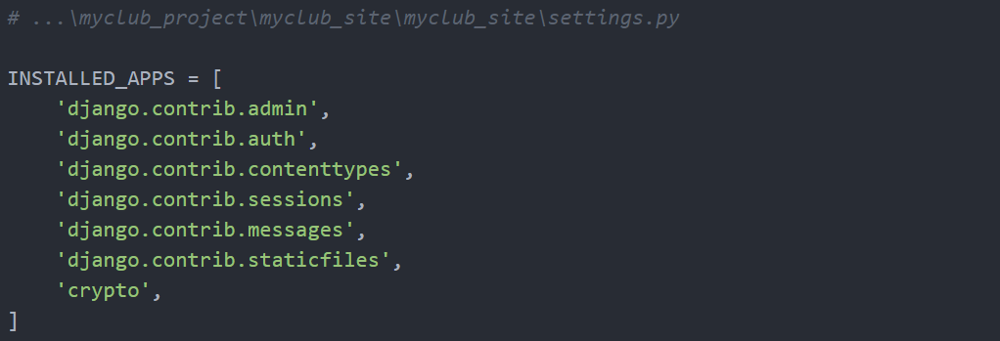 # ...\myclub_project\myclub_site\myclub_site\settings.py
INSTALLED_APPS = [
    'django.contrib.admin',
    'django.contrib.auth',
    'django.contrib.contenttypes',
    'django.contrib.sessions',
    'django.contrib.messages',
    'django.contrib.staticfiles',
    'crypto',
]